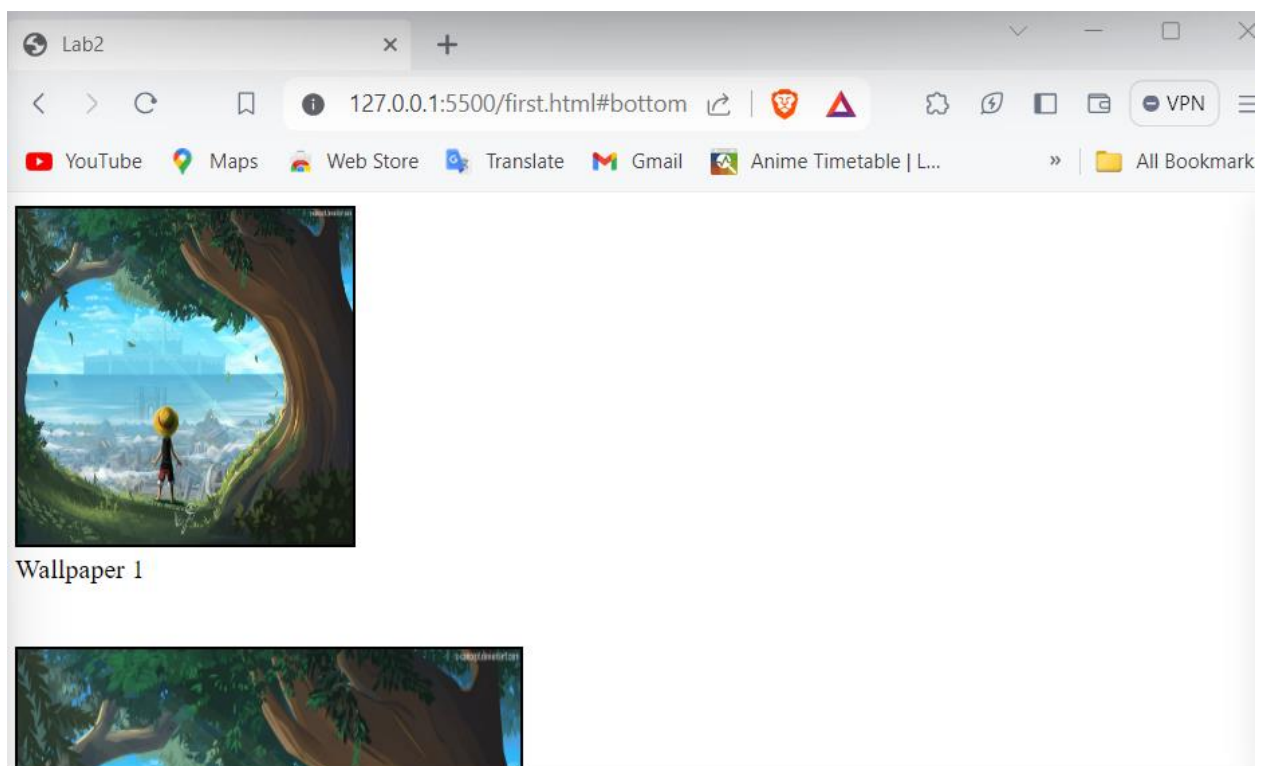 Lab2
127.0.0.1:5500/first.html#bottom
VPN
YouTube Maps Web Store Translate Gmail Anime Timetable | L... » All Bookmark
Wallpaper 1